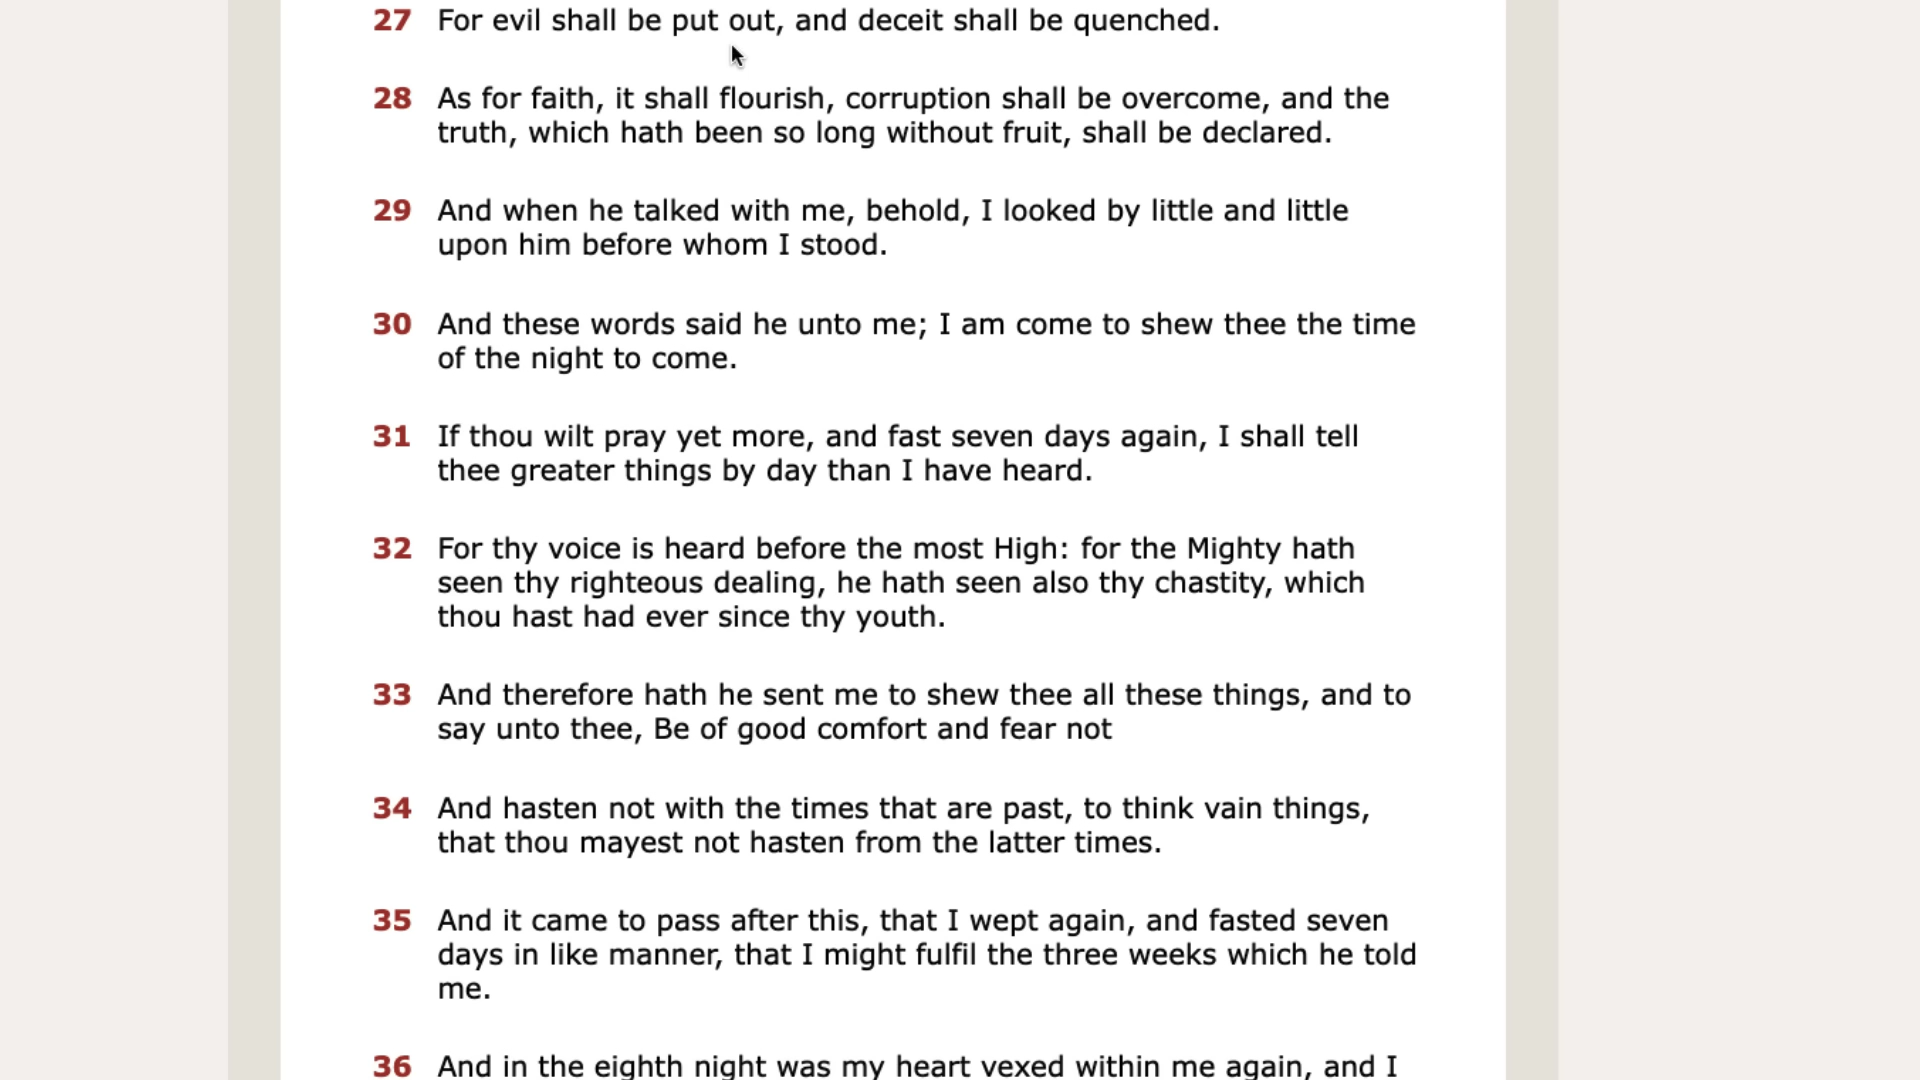 27 For evil shall be put out, and deceit shall be quenched.
28 As for faith, it shall flourish, corruption shall be overcome, and the
truth, which hath been so long without fruit, shall be declared.
29 And when he talked with me, behold, I looked by little and little
upon him before whom I stood.
30 And these words said he unto me; I am come to shew thee the time
of the night to come.
31 If thou wilt pray yet more, and fast seven days again, I shall tell
thee greater things by day than I have heard.
32 For thy voice is heard before the most High: for the Mighty hath
seen thy righteous dealing, he hath seen also thy chastity, which
thou hast had ever since thy youth.
33 And therefore hath he sent me to shew thee all these things, and to
say unto thee, Be of good comfort and fear not
34 And hasten not with the times that are past, to think vain things,
that thou mayest not hasten from the latter times.
35 And it came to pass after this, that I wept again, and fasted seven
days in like manner, that I might fulfil the three weeks which he told
me.
36 And in the eighth night was my heart vexed within me again, and I